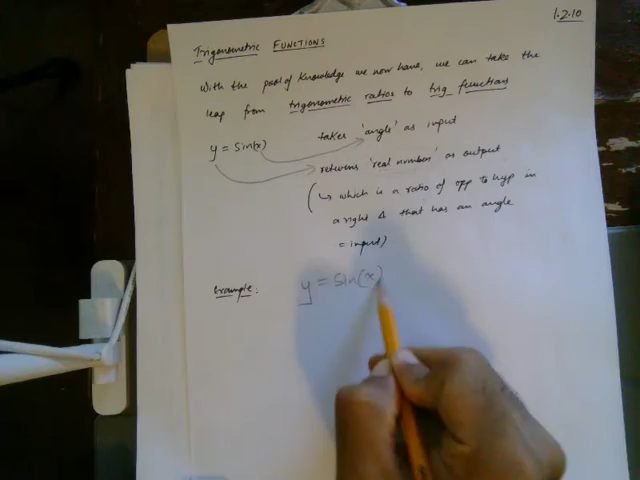 1.2.10
Trigonometric FUNCTIONS
With the pool of knowledge we now have, we can take the
leap from trigonometric ratios to trig functions
y = sin(x) takes 'angle' as input
returns 'real number' as output
(↳ which is a ratio of opp to hyp in
a right Δ that has an angle
= input)
Example: y = sin(x)